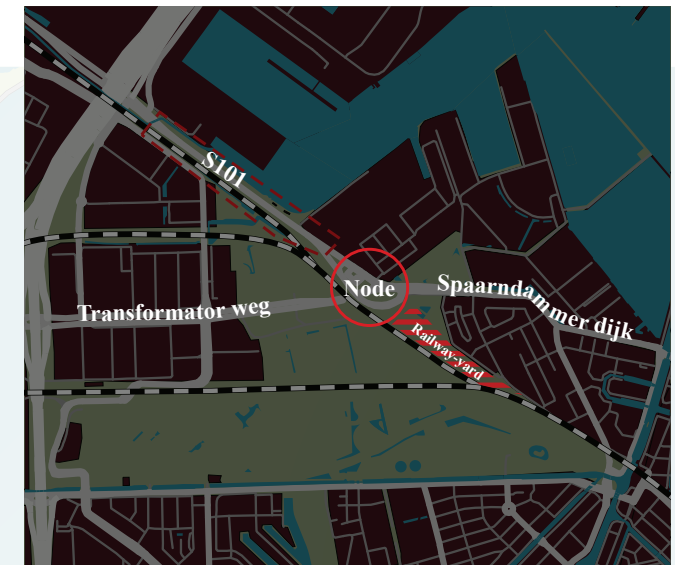 S101
Node
Spaarndammer dijk
Transformator weg
Railway-yard